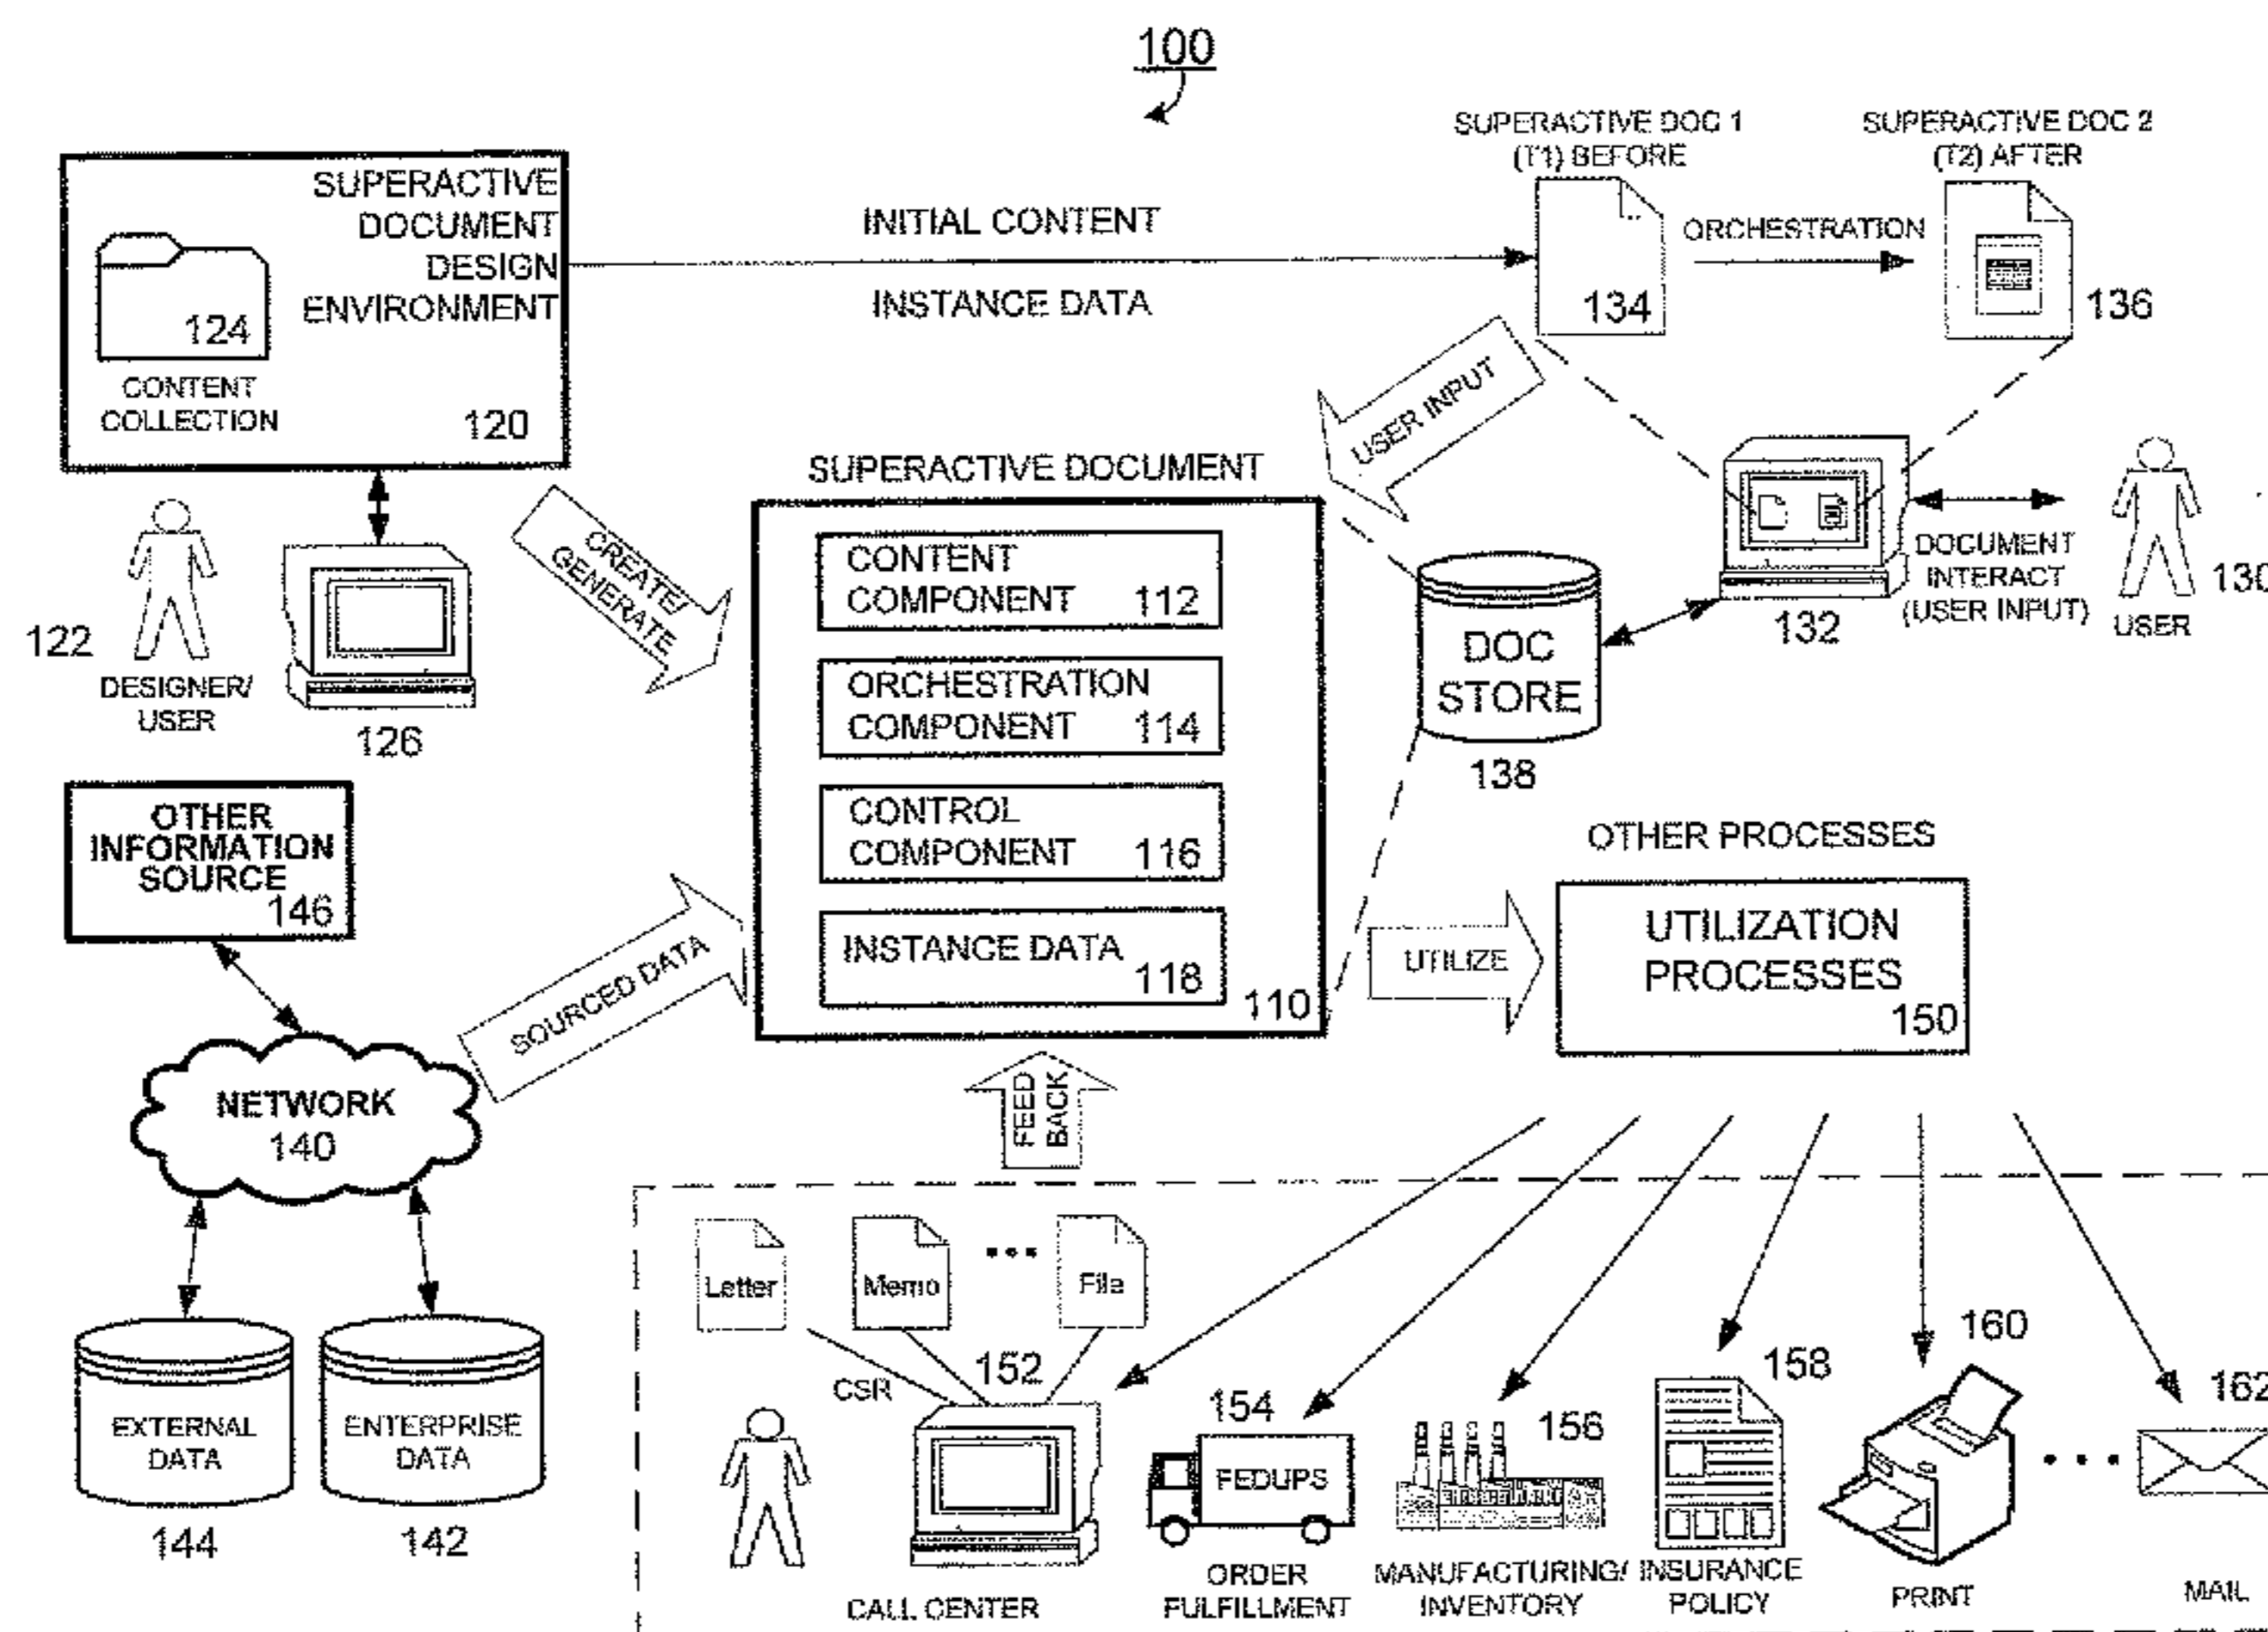 100
SUPERACTIVE DOC 1
(T1) BEFORE
SUPERACTIVE DOC 2
(T2) AFTER
SUPERACTIVE
DOCUMENT
DESIGN
ENVIRONMENT
124
CONTENT
COLLECTION
120
INITIAL CONTENT
INSTANCE DATA
134
ORCHESTRATION
136
USER INPUT
122
DESIGNER/
USER
126
CREATE/
GENERATE
SUPERACTIVE DOCUMENT
CONTENT
COMPONENT 112
ORCHESTRATION
COMPONENT 114
CONTROL
COMPONENT 116
INSTANCE DATA
118
110
DOC
STORE
138
132
DOCUMENT
INTERACT
(USER INPUT)
130
USER
OTHER
INFORMATION
SOURCE
146
SOURCED DATA
NETWORK
140
EXTERNAL
DATA
144
ENTERPRISE
DATA
142
UTILIZE
OTHER PROCESSES
UTILIZATION
PROCESSES
150
FEED
BACK
Letter
Memo
File
CSR
152
CALL CENTER
154
FEDUPS
ORDER
FULFILLMENT
156
MANUFACTURING/
INVENTORY
158
INSURANCE
POLICY
160
PRINT
162
MAIL